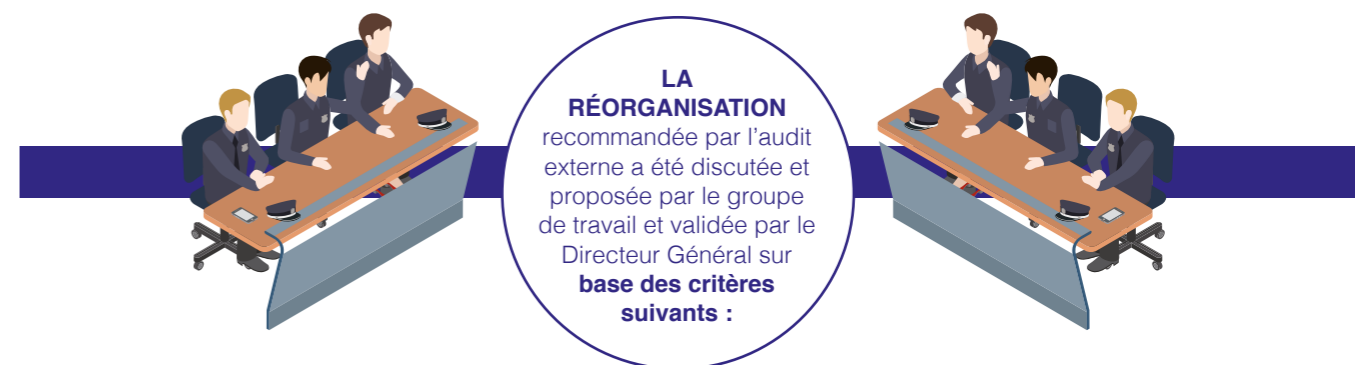 LA
RÉORGANISATION
recommandée par l’audit
externe a été discutée et
proposée par le groupe
de travail et validée par le
Directeur Général sur
base des critères
suivants :